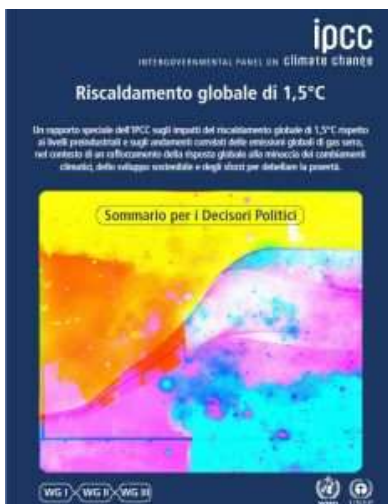 ipcc
INTERGOVERNMENTAL PANEL ON climate change
Riscaldamento globale di 1,5°C
Un rapporto speciale dell'IPCC sugli impatti del riscaldamento globale di 1,5°C rispetto
ai livelli preindustriali e sugli andamenti correlati delle emissioni globali di gas serra,
nel contesto di un rafforzamento della risposta globale alla minaccia dei cambiamenti
climatici, dello sviluppo sostenibile e degli sforzi per debellare la povertà.
Sommario per i Decisori Politici
WG I WG II WG III